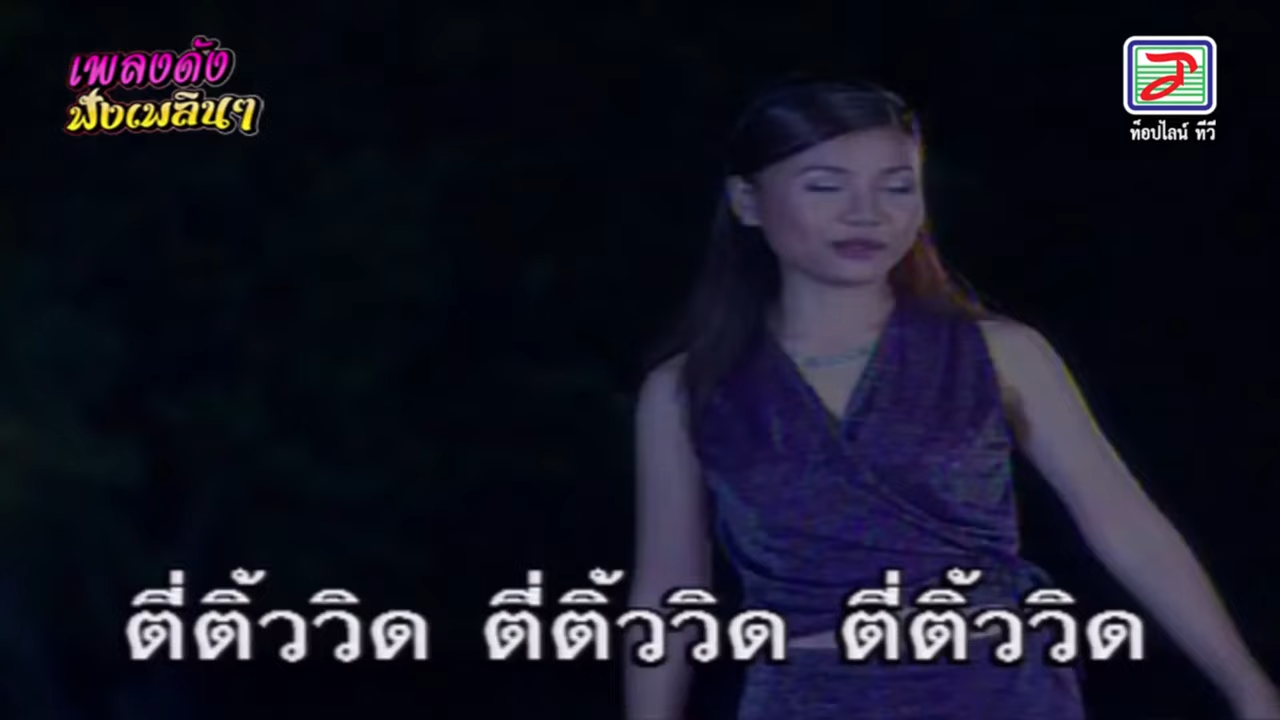 เพลงดัง
ฟังเพลินๆ
ท็อปไลน์ ทีวี
ตี่ติ้ววิด ตี่ติ้ววิด ตี่ติ้ววิด